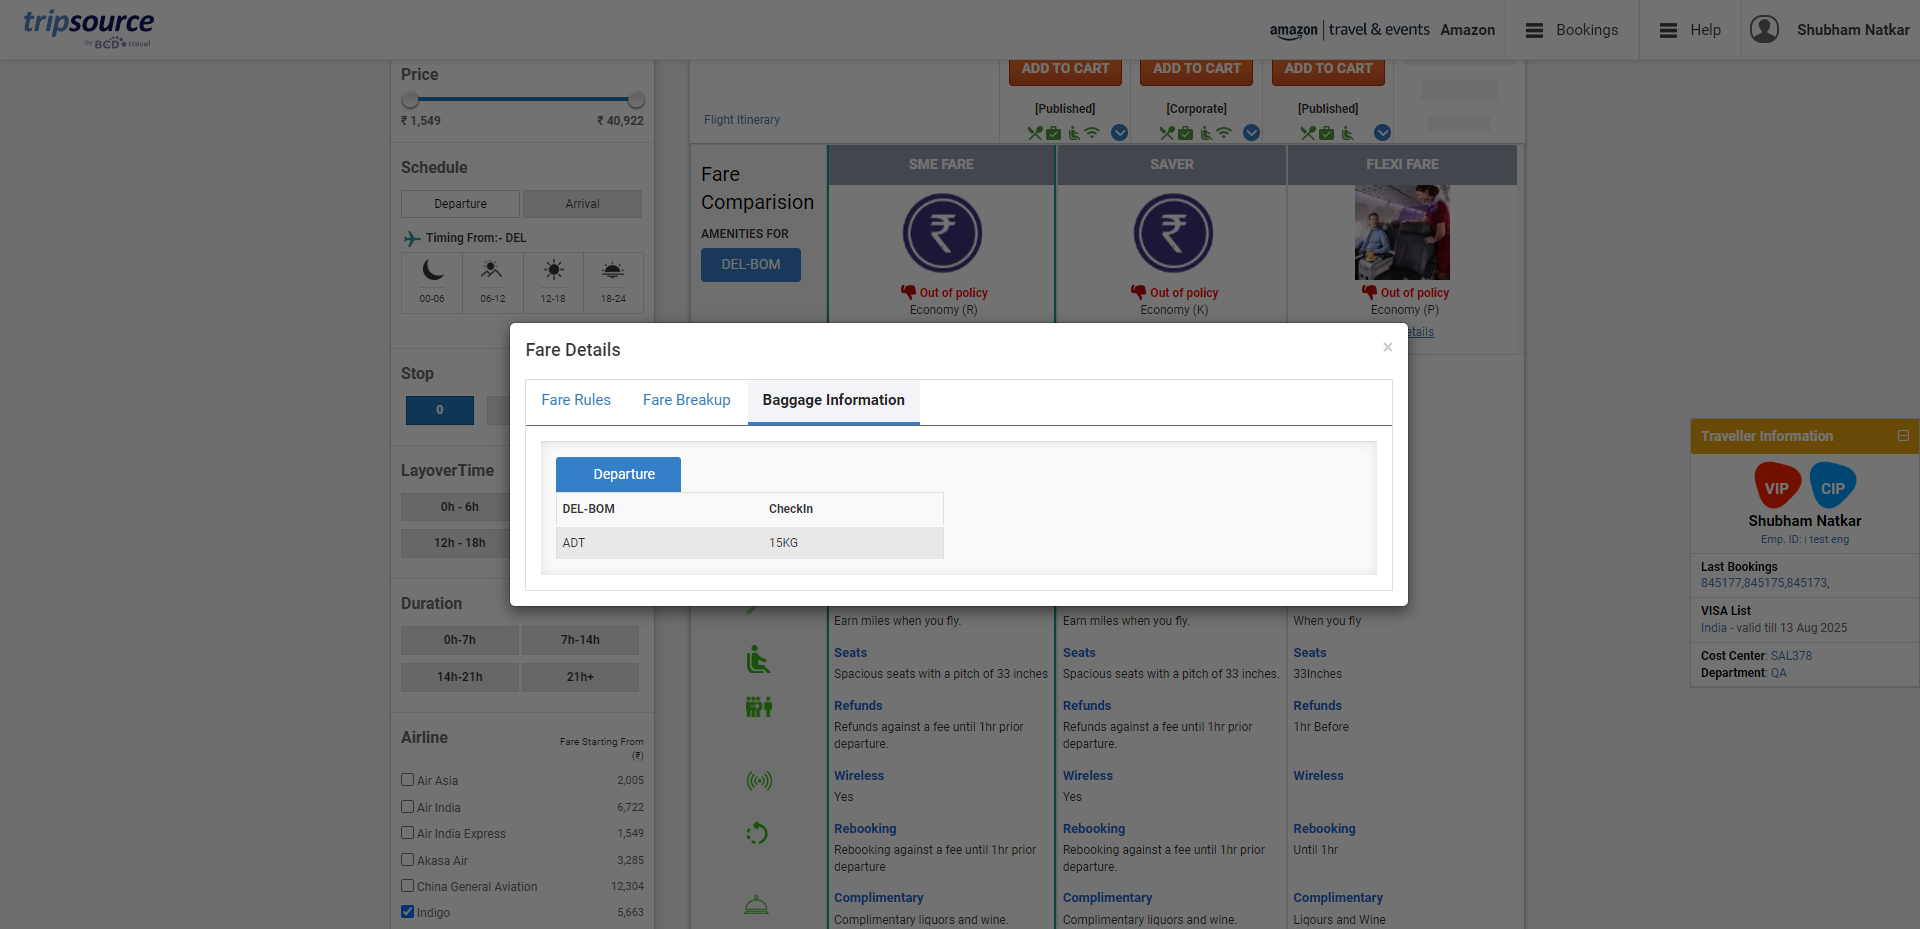 tripsource
by BCD travel
amazon | travel & events Amazon
Bookings
Help
Shubham Natkar
Price
₹ 1,549
₹ 40,922
Schedule
Departure
Arrival
Timing From:- DEL
00-06
06-12
12-18
18-24
Stop
0
LayoverTime
0h - 6h
12h - 18h
Duration
0h-7h
7h-14h
14h-21h
21h+
Airline
Fare Starting From
(₹)
Air Asia 2,005
Air India 6,722
Air India Express 1,549
Akasa Air 3,285
China General Aviation 12,304
Indigo 5,663
ADD TO CART
ADD TO CART
ADD TO CART
[Published]
[Corporate]
[Published]
Flight Itinerary
Fare
Comparision
AMENITIES FOR
DEL-BOM
SME FARE
SAVER
FLEXI FARE
₹
₹
Out of policy
Out of policy
Out of policy
Economy (R)
Economy (K)
Economy (P)
etails
Fare Details
×
Fare Rules
Fare Breakup
Baggage Information
Departure
DEL-BOM CheckIn
ADT 15KG
Earn miles when you fly.
Earn miles when you fly.
When you fly
Seats
Seats
Seats
Spacious seats with a pitch of 33 inches
Spacious seats with a pitch of 33 inches.
33Inches
Refunds
Refunds
Refunds
Refunds against a fee until 1hr prior
departure.
Refunds against a fee until 1hr prior
departure.
1hr Before
Wireless
Wireless
Wireless
Yes
Yes
Rebooking
Rebooking
Rebooking
Rebooking against a fee until 1hr prior
departure
Rebooking against a fee until 1hr prior
departure.
Until 1hr
Complimentary
Complimentary
Complimentary
Complimentary liquors and wine.
Complimentary liquors and wine.
Liqours and Wine
Traveller Information
VIP
CIP
Shubham Natkar
Emp. ID: | test eng
Last Bookings
845177,845175,845173,
VISA List
India - valid till 13 Aug 2025
Cost Center: SAL378
Department: QA